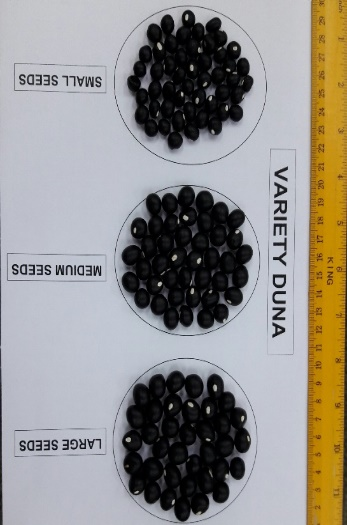 VARIETY DUNA
SMALL SEEDS
MEDIUM SEEDS
LARGE SEEDS
KING